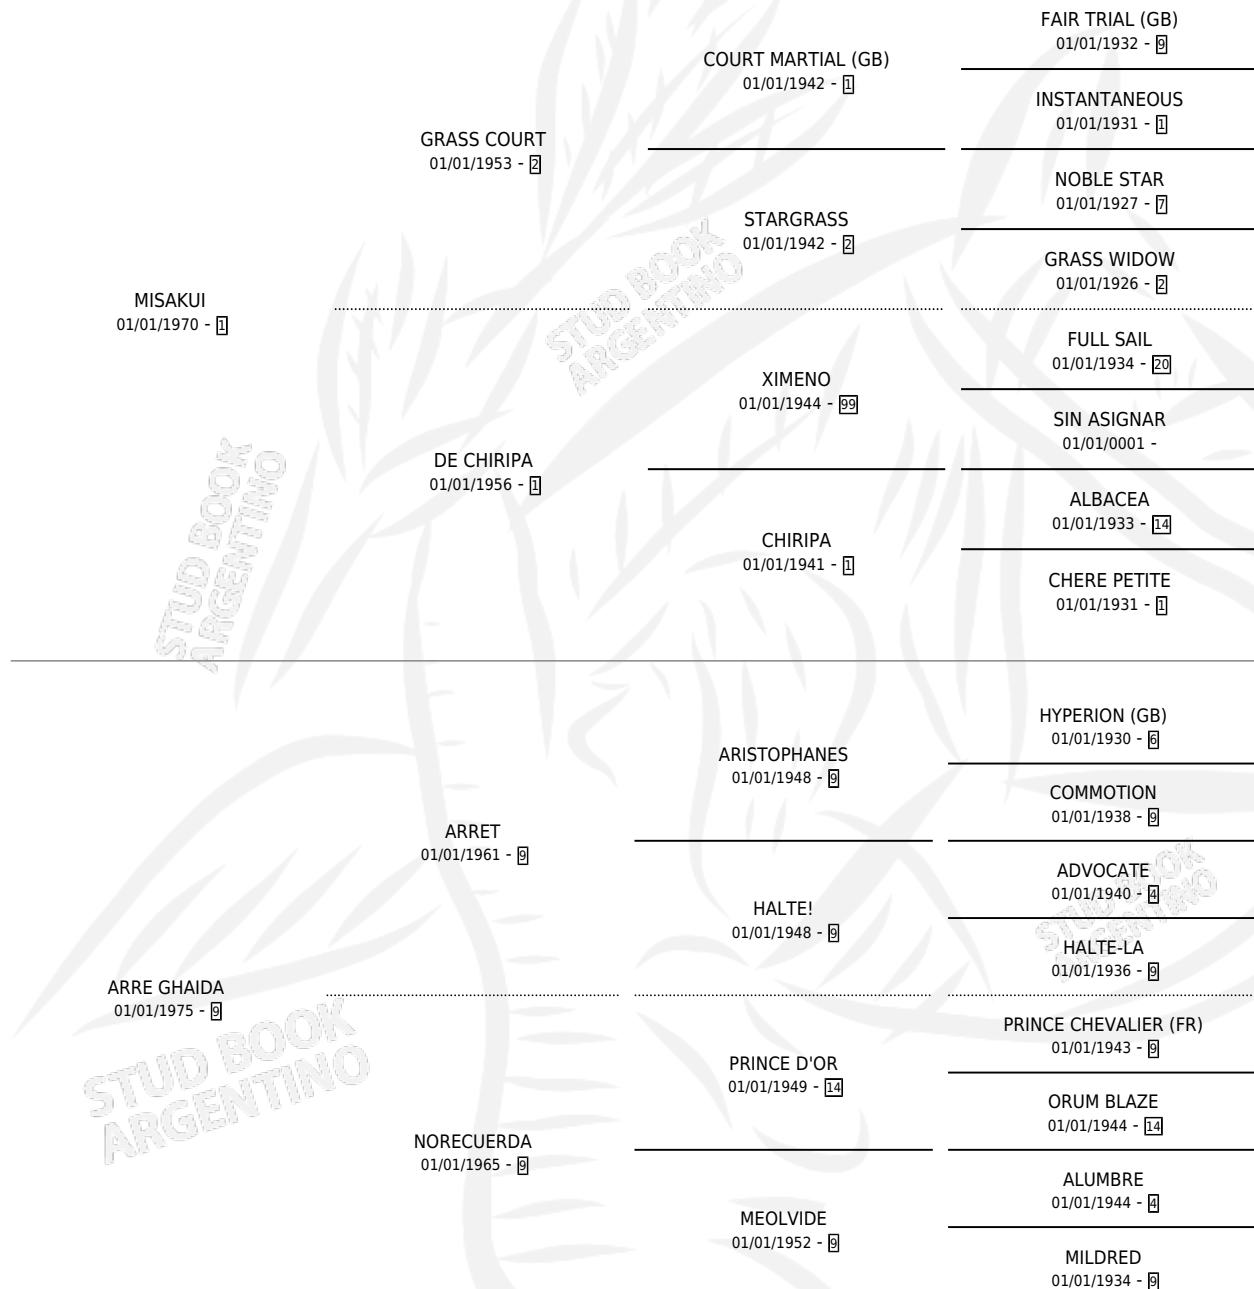 FAIR TRIAL (GB)
01/01/1932 - 9
COURT MARTIAL (GB)
01/01/1942 - 1
INSTANTANEOUS
01/01/1931 - 1
GRASS COURT
01/01/1953 - 2
NOBLE STAR
01/01/1927 - 7
STARGRASS
01/01/1942 - 2
GRASS WIDOW
01/01/1926 - 2
MISAKUI
01/01/1970 - 1
FULL SAIL
01/01/1934 - 20
XIMENO
01/01/1944 - 99
SIN ASIGNAR
01/01/0001 -
DE CHIRIPA
01/01/1956 - 1
ALBACEA
01/01/1933 - 14
CHIRIPA
01/01/1941 - 1
CHERE PETITE
01/01/1931 - 1
HYPERION (GB)
01/01/1930 - 6
ARISTOPHANES
01/01/1948 - 9
COMMOTION
01/01/1938 - 9
ARRET
01/01/1961 - 9
ADVOCATE
01/01/1940 - 4
HALTE!
01/01/1948 - 9
HALTE-LA
01/01/1936 - 9
ARRE GHAIDA
01/01/1975 - 9
PRINCE CHEVALIER (FR)
01/01/1943 - 9
PRINCE D'OR
01/01/1949 - 14
ORUM BLAZE
01/01/1944 - 14
NORECUERDA
01/01/1965 - 9
ALUMBRE
01/01/1944 - 4
MEOLVIDE
01/01/1952 - 9
MILDRED
01/01/1934 - 9
STUD BOOK
ARGENTINO
STUD BOOK
ARGENTINO
STUD BOOK
ARGENTINO
STUD BOOK
ARGENTINO